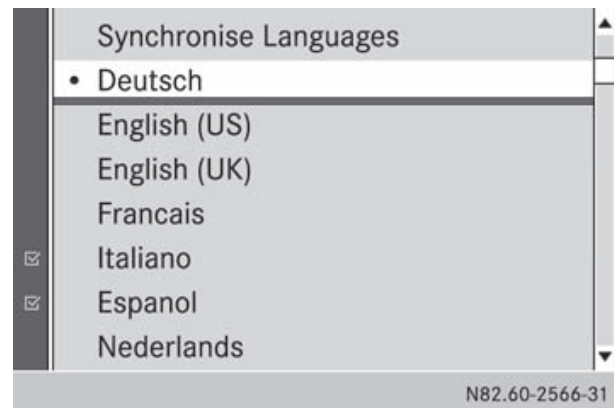 Synchronise Languages
• Deutsch
English (US)
English (UK)
Francais
Italiano
Espanol
Nederlands
N82.60-2566-31